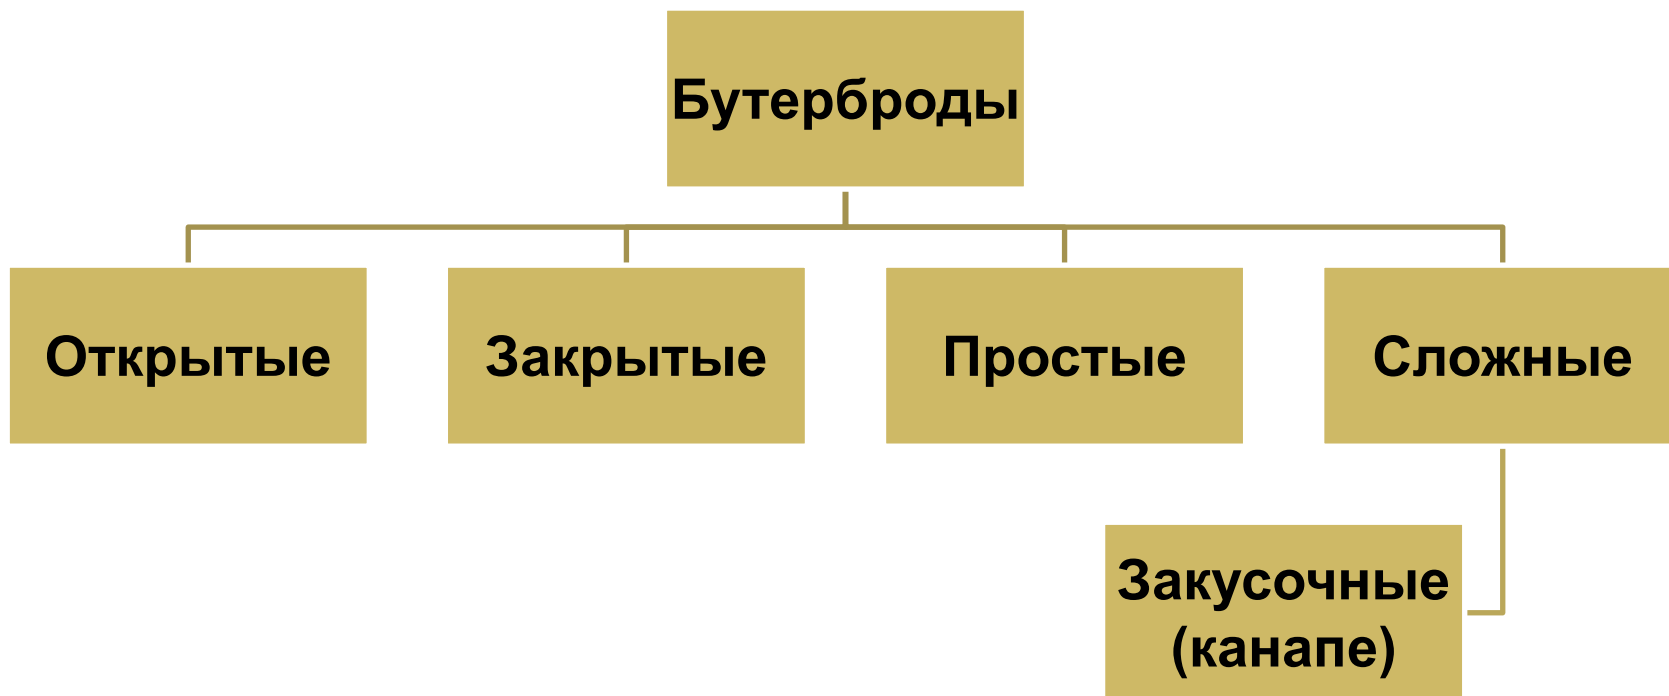 Бутерброды
Открытые
Закрытые
Простые
Сложные
Закусочные
(канапе)